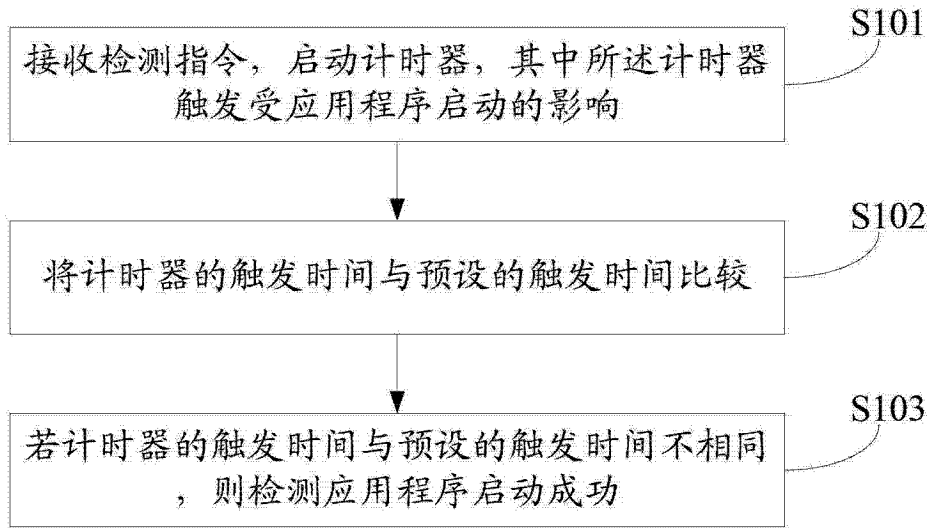 S101
接收检测指令，启动计时器，其中所述计时器
触发受应用程序启动的影响
S102
将计时器的触发时间与预设的触发时间比较
S103
若计时器的触发时间与预设的触发时间不相同
，则检测应用程序启动成功